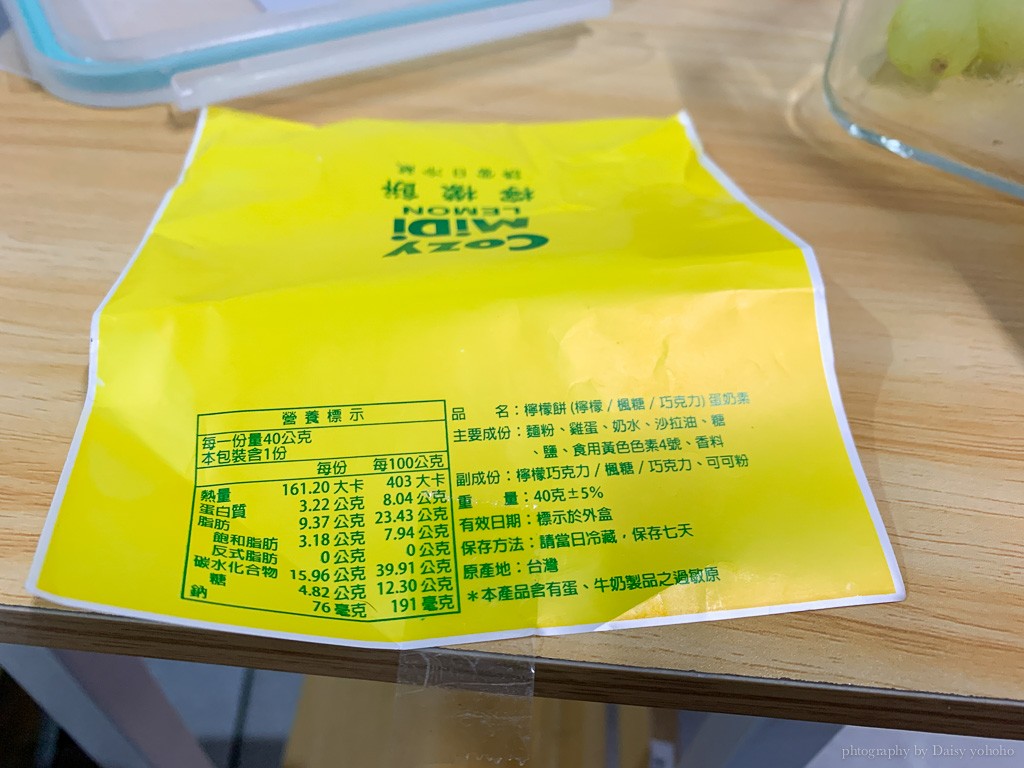 請當日冷藏
檸檬餅
LEMON
MiDi
Cozy
營養標示
每一份量40公克
本包裝含1份
每份 每100公克
熱量 161.20 大卡 403 大卡
蛋白質 3.22 公克 8.04 公克
脂肪 9.37 公克 23.43 公克
飽和脂肪 3.18 公克 7.94 公克
反式脂肪 0 公克 0 公克
碳水化合物 15.96 公克 39.91 公克
糖 4.82 公克 12.30 公克
鈉 76 毫克 191 毫克
品 名：檸檬餅 (檸檬 / 楓糖 / 巧克力) 蛋奶素
主要成份：麵粉、雞蛋、奶水、沙拉油、糖
、鹽、食用黃色色素4號、香料
副成份：檸檬巧克力 / 楓糖 / 巧克力、可可粉
重 量：40克±5%
有效日期：標示於外盒
保存方法：請當日冷藏，保存七天
原產地：台灣
＊本產品含有蛋、牛奶製品之過敏原
phtography by Daisy yohoho